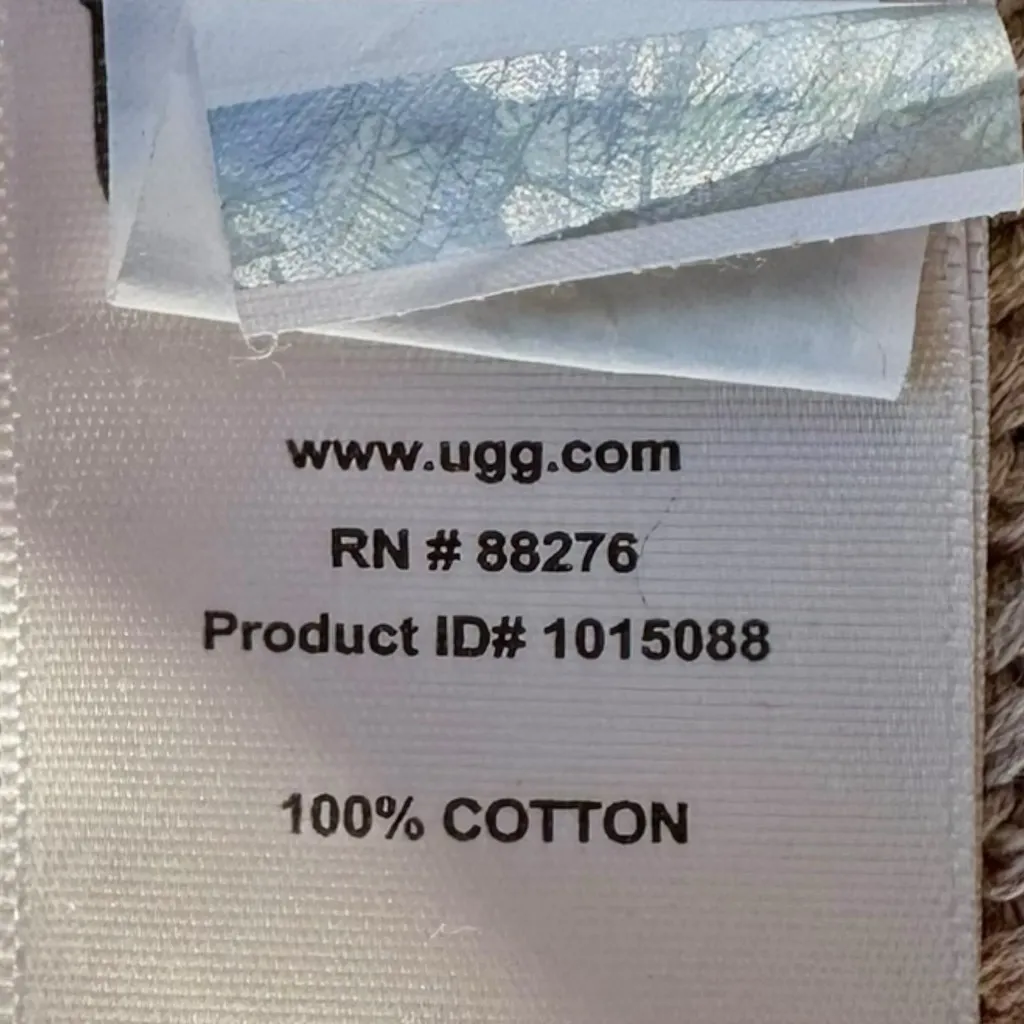 www.ugg.com
RN # 88276
Product ID# 1015088
100% COTTON